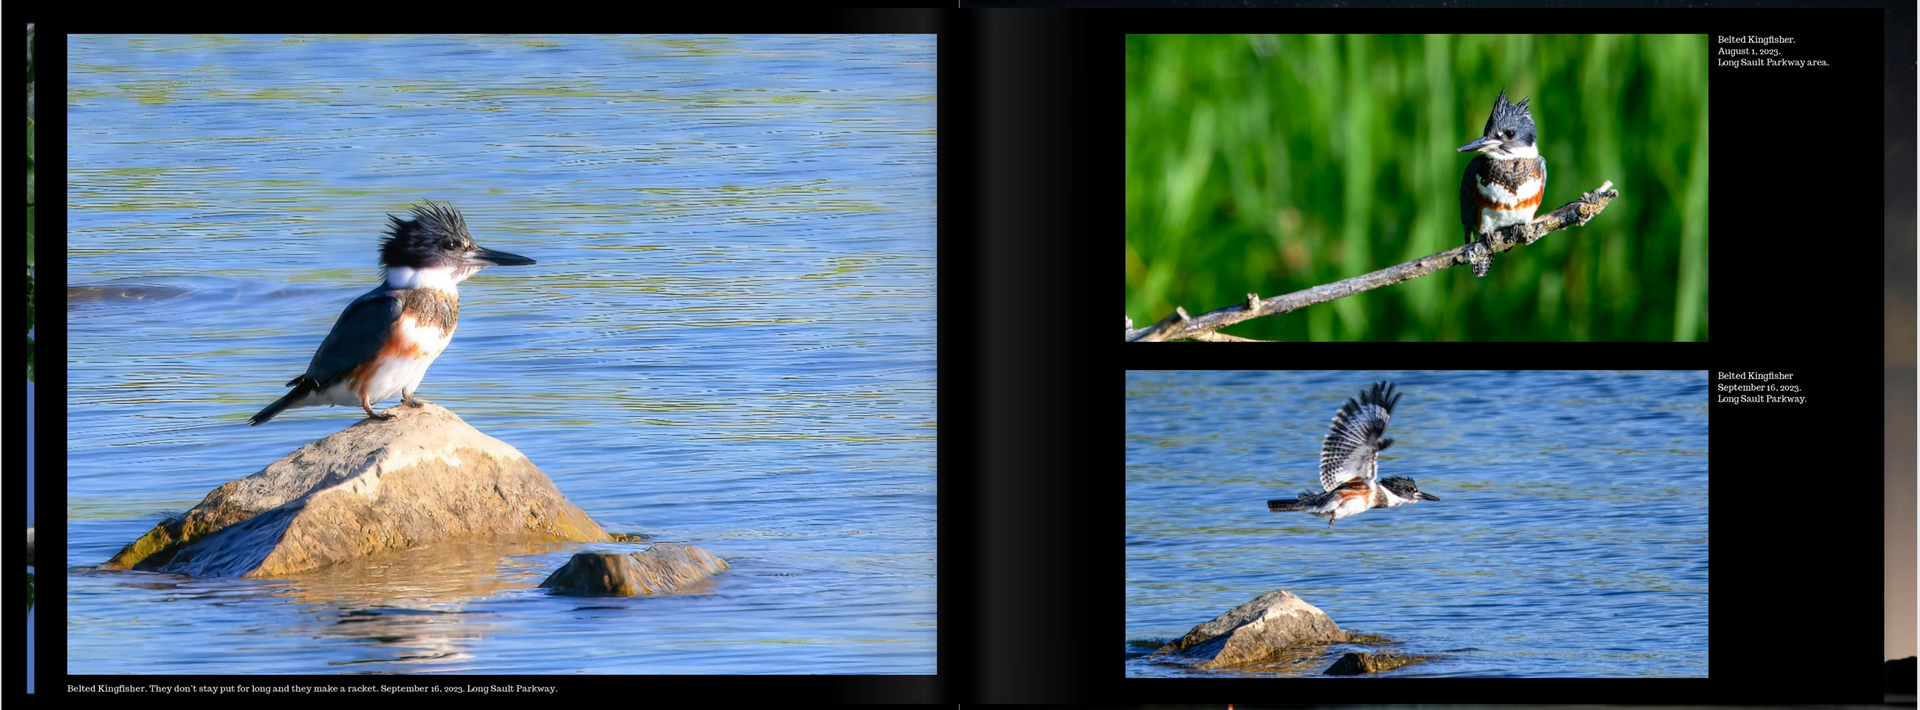 Belted Kingfisher. They don't stay put for long and they make a racket. September 16, 2023. Long Sault Parkway.
Belted Kingfisher.
August 1, 2023.
Long Sault Parkway area.
Belted Kingfisher
September 16, 2023.
Long Sault Parkway.